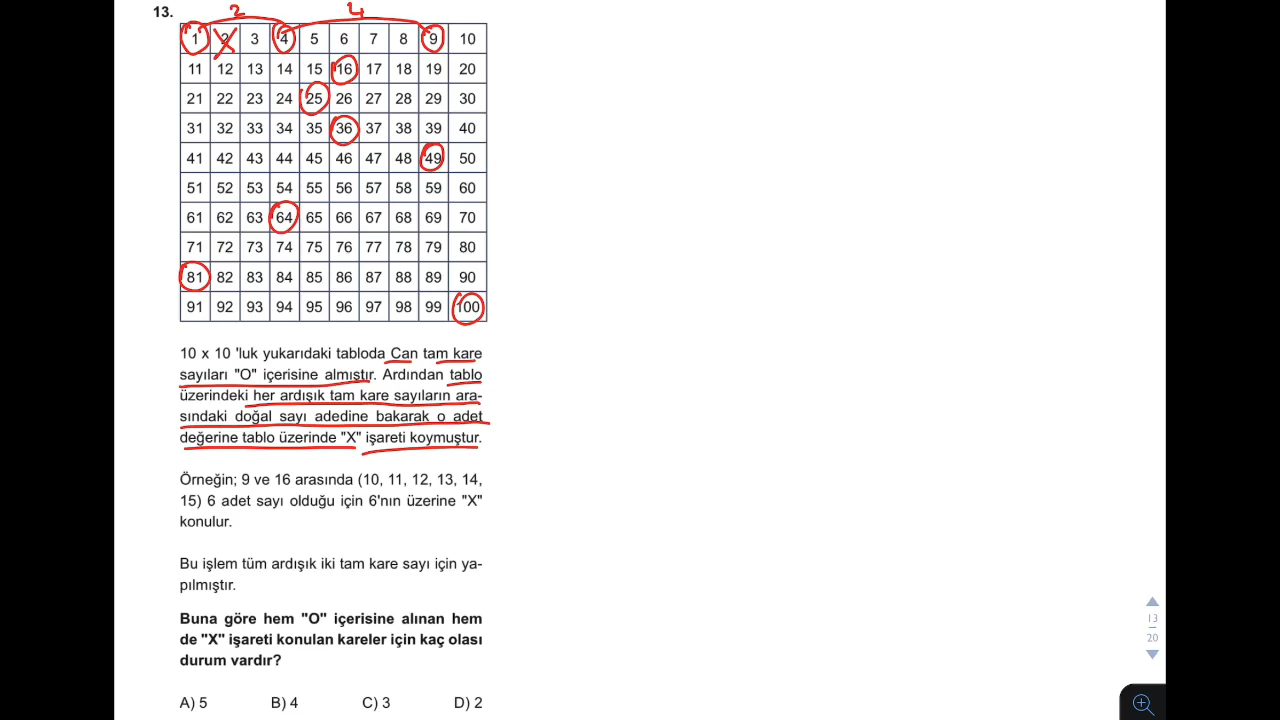 13.
2 4
1 2 3 4 5 6 7 8 9 10
11 12 13 14 15 16 17 18 19 20
21 22 23 24 25 26 27 28 29 30
31 32 33 34 35 36 37 38 39 40
41 42 43 44 45 46 47 48 49 50
51 52 53 54 55 56 57 58 59 60
61 62 63 64 65 66 67 68 69 70
71 72 73 74 75 76 77 78 79 80
81 82 83 84 85 86 87 88 89 90
91 92 93 94 95 96 97 98 99 100
10 x 10 'luk yukarıdaki tabloda Can tam kare
sayıları "O" içerisine almıştır. Ardından tablo
üzerindeki her ardışık tam kare sayıların ara-
sındaki doğal sayı adedine bakarak o adet
değerine tablo üzerinde "X" işareti koymuştur.
Örneğin; 9 ve 16 arasında (10, 11, 12, 13, 14,
15) 6 adet sayı olduğu için 6'nın üzerine "X"
konulur.
Bu işlem tüm ardışık iki tam kare sayı için ya-
pılmıştır.
Buna göre hem "O" içerisine alınan hem
de "X" işareti konulan kareler için kaç olası
durum vardır?
A) 5 B) 4 C) 3 D) 2
13
20